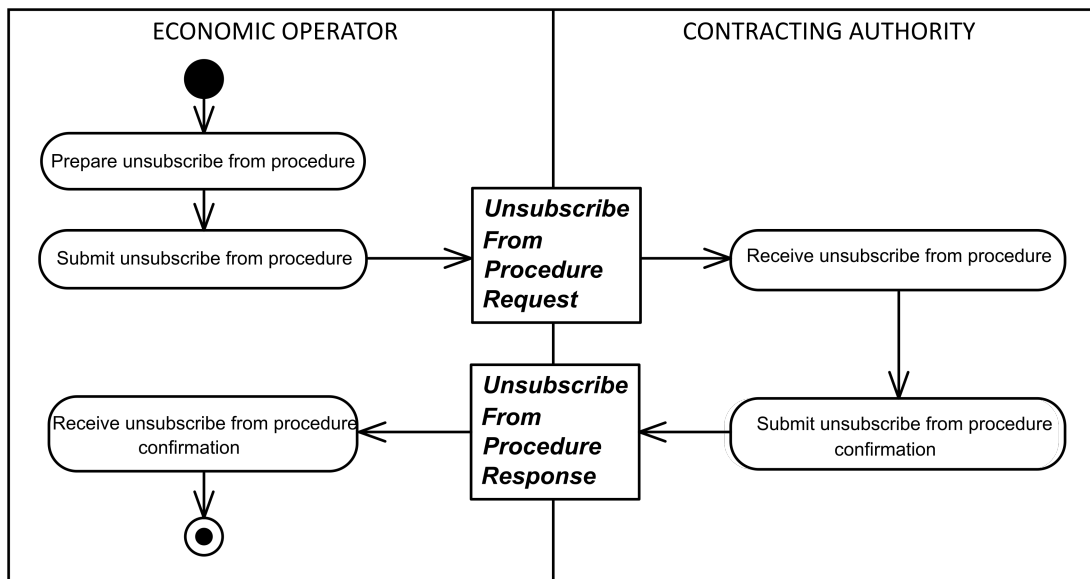 ECONOMIC OPERATOR
CONTRACTING AUTHORITY
Prepare unsubscribe from procedure
Submit unsubscribe from procedure
Unsubscribe
From
Procedure
Request
Receive unsubscribe from procedure
Receive unsubscribe from procedure
confirmation
Unsubscribe
From
Procedure
Response
Submit unsubscribe from procedure
confirmation